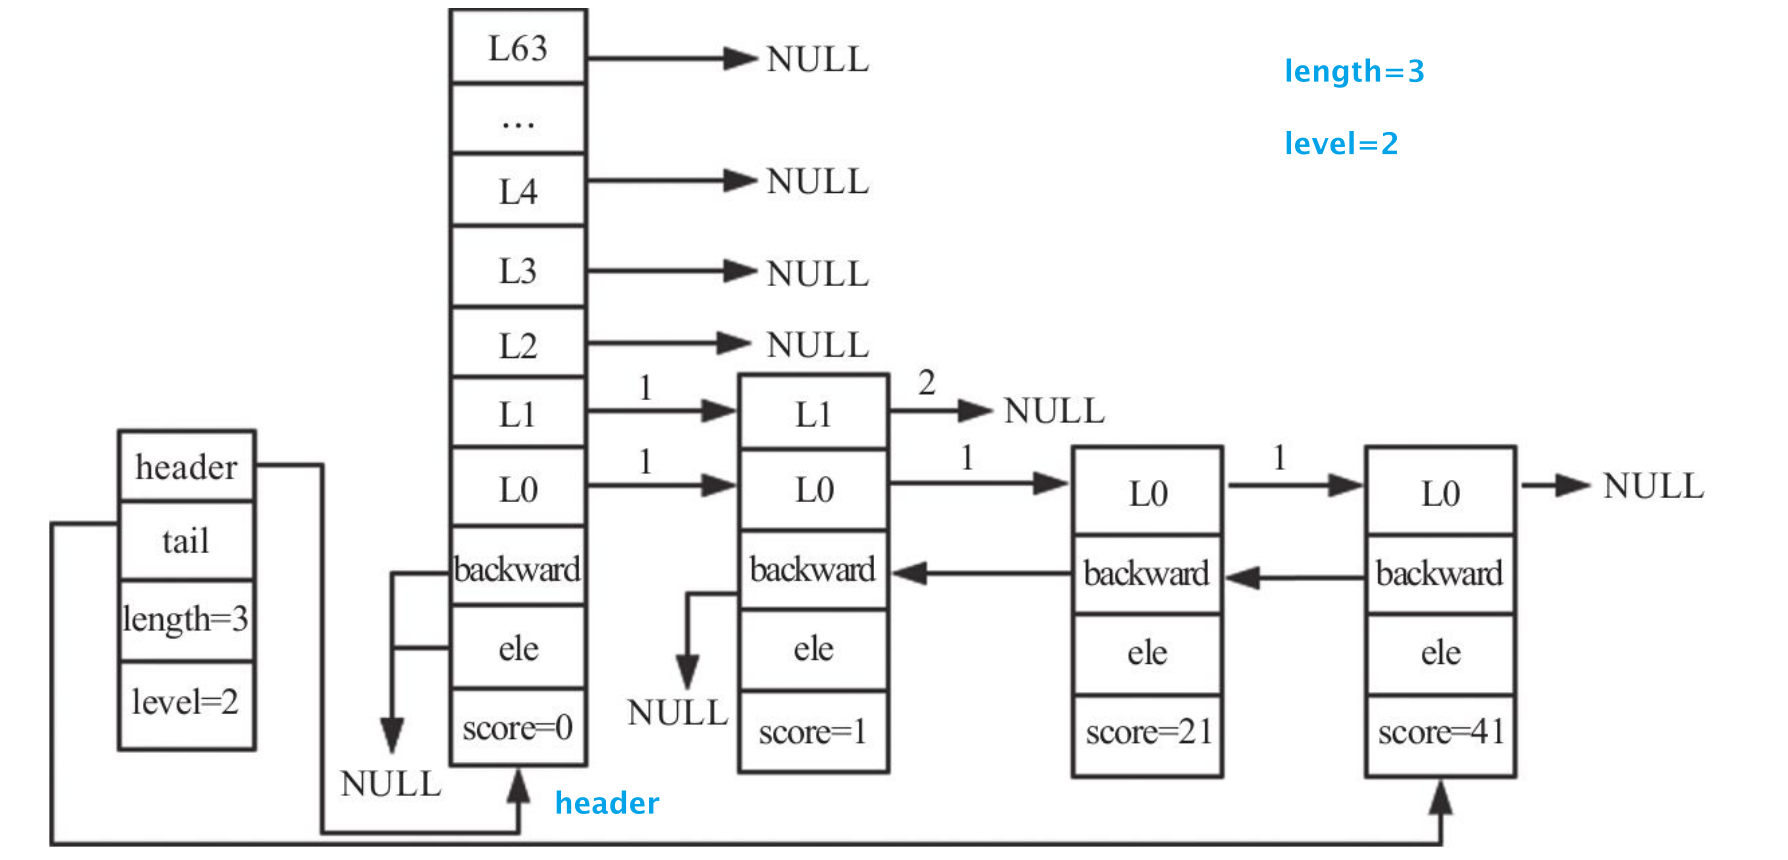 L63
NULL
length=3
...
level=2
L4
NULL
L3
NULL
L2
NULL
L1
1
L1
2
NULL
header
L0
1
L0
1
L0
1
L0
NULL
tail
backward
backward
backward
backward
length=3
ele
ele
ele
ele
level=2
score=0
NULL
score=1
score=21
score=41
NULL
header